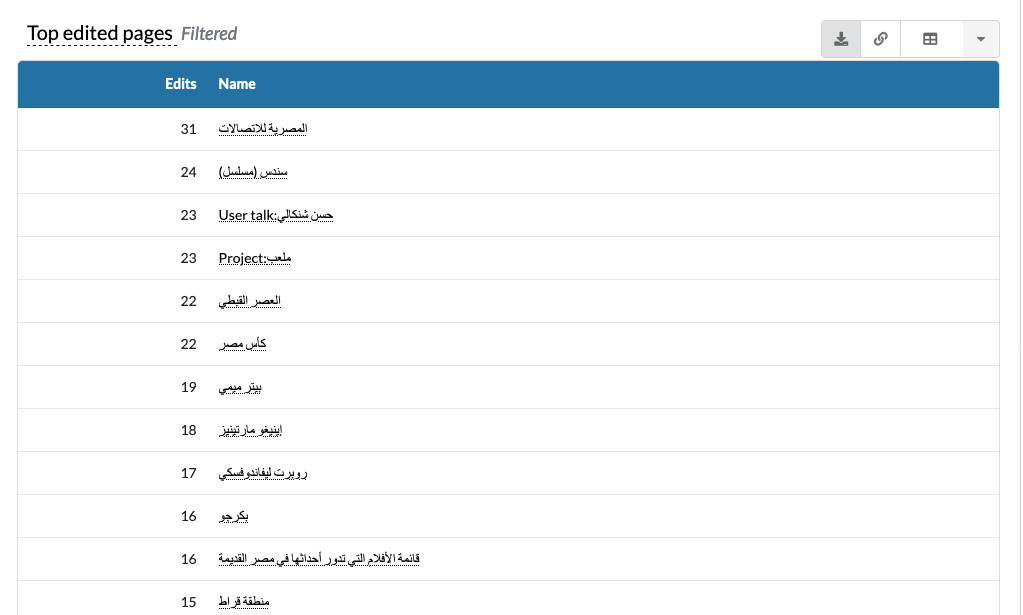 Top edited pages Filtered
Edits Name
31 المصرية للاتصالات
24 سندس (مسلسل)
23 User talk:حسن شنكالي
23 Project:ملعب
22 العصر القبطي
22 كأس مصر
19 بيتر ميمي
18 إينيغو مارتينيز
17 روبرت ليفاندوفسكي
16 بكرجو
16 قائمة الأفلام التي تدور أحداثها في مصر القديمة
15 منطقة قراط